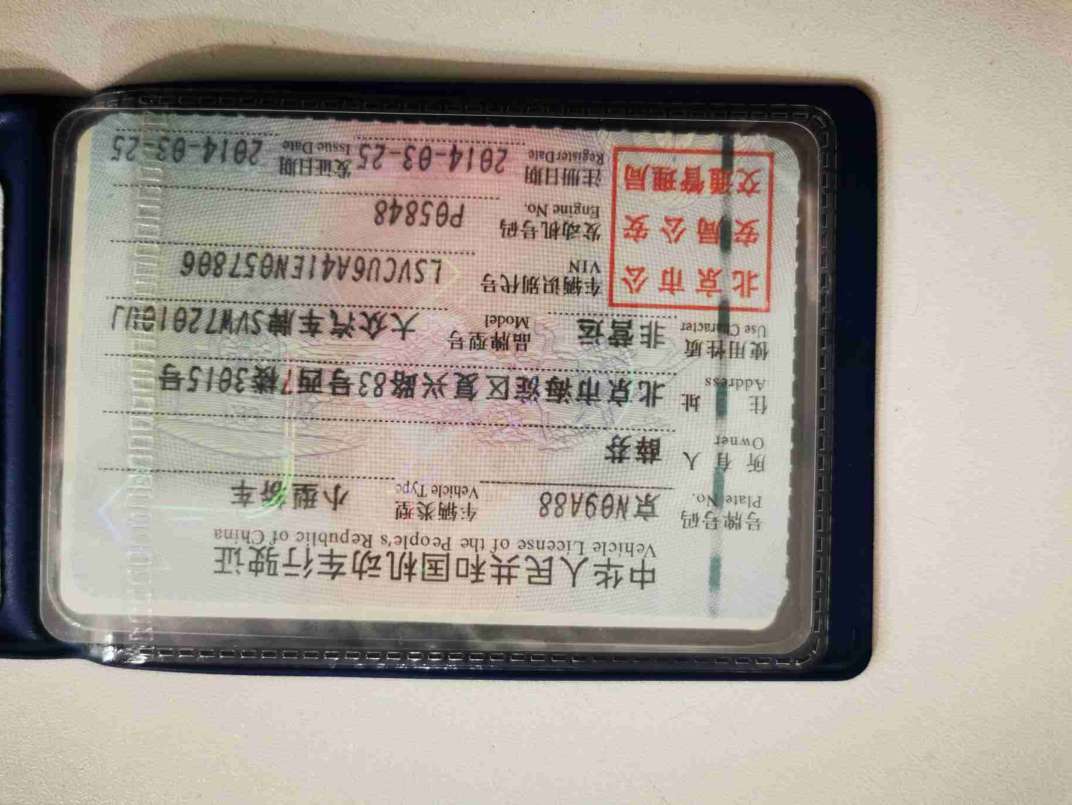 中华人民共和国机动车行驶证
Vehicle License of the People's Republic of China
号牌号码 京N09A88 车辆类型 小型轿车
Plate No. Vehicle Type
所有人 薛芬
Owner
住址 北京市海淀区复兴路83号西7楼3015号
Address
使用性质 非营运 品牌型号 大众汽车牌SVW72010UJ
Use Character Model
北京市公
安局公安
交通管理局
车辆识别代号 LSVCU6A41EN057806
VIN
发动机号码 P05848
Engine No.
注册日期 2014-03-25 发证日期 2014-03-25
Register Date Issue Date